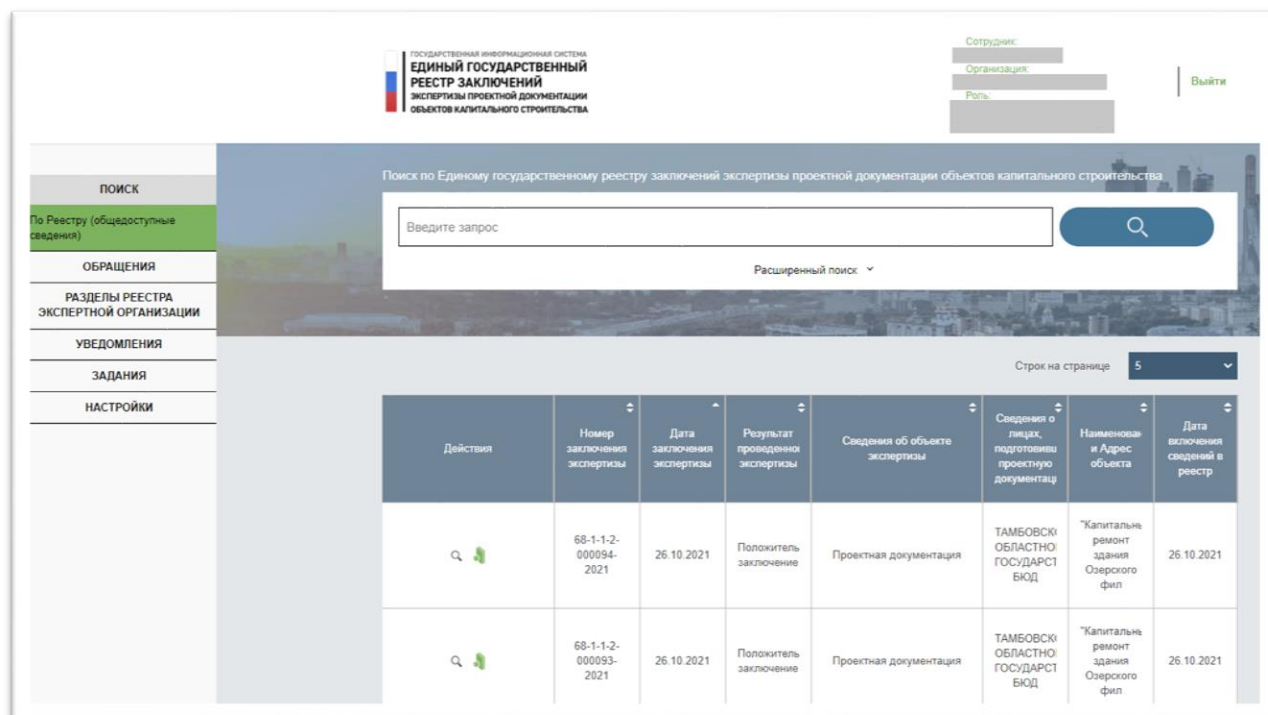 ГОСУДАРСТВЕННАЯ ИНФОРМАЦИОННАЯ СИСТЕМА
ЕДИНЫЙ ГОСУДАРСТВЕННЫЙ
РЕЕСТР ЗАКЛЮЧЕНИЙ
ЭКСПЕРТИЗЫ ПРОЕКТНОЙ ДОКУМЕНТАЦИИ
ОБЪЕКТОВ КАПИТАЛЬНОГО СТРОИТЕЛЬСТВА
Сотрудник:
Организация:
Роль:
Выйти
ПОИСК
По Реестру (общедоступные
сведения)
ОБРАЩЕНИЯ
РАЗДЕЛЫ РЕЕСТРА
ЭКСПЕРТНОЙ ОРГАНИЗАЦИИ
УВЕДОМЛЕНИЯ
ЗАДАНИЯ
НАСТРОЙКИ
Поиск по Единому государственному реестру заключений экспертизы проектной документации объектов капитального строительства
Введите запрос
Расширенный поиск
Строк на странице 5
Действия
Номер
заключения
экспертизы
Дата
заключения
экспертизы
Результат
проведенной
экспертизы
Сведения об объекте
экспертизы
Сведения о
лицах,
подготовивш
проектную
документаци
Наименован
и Адрес
объекта
Дата
включения
сведений в
реестр
68-1-1-2-
000094-
2021
26.10.2021
Положитель
заключение
Проектная документация
ТАМБОВСКО
ОБЛАСТНО
ГОСУДАРСТ
БЮД
"Капитальне
ремонт
здания
Озерского
фил
26.10.2021
68-1-1-2-
000093-
2021
26.10.2021
Положитель
заключение
Проектная документация
ТАМБОВСКО
ОБЛАСТНО
ГОСУДАРСТ
БЮД
"Капитальне
ремонт
здания
Озерского
фил
26.10.2021